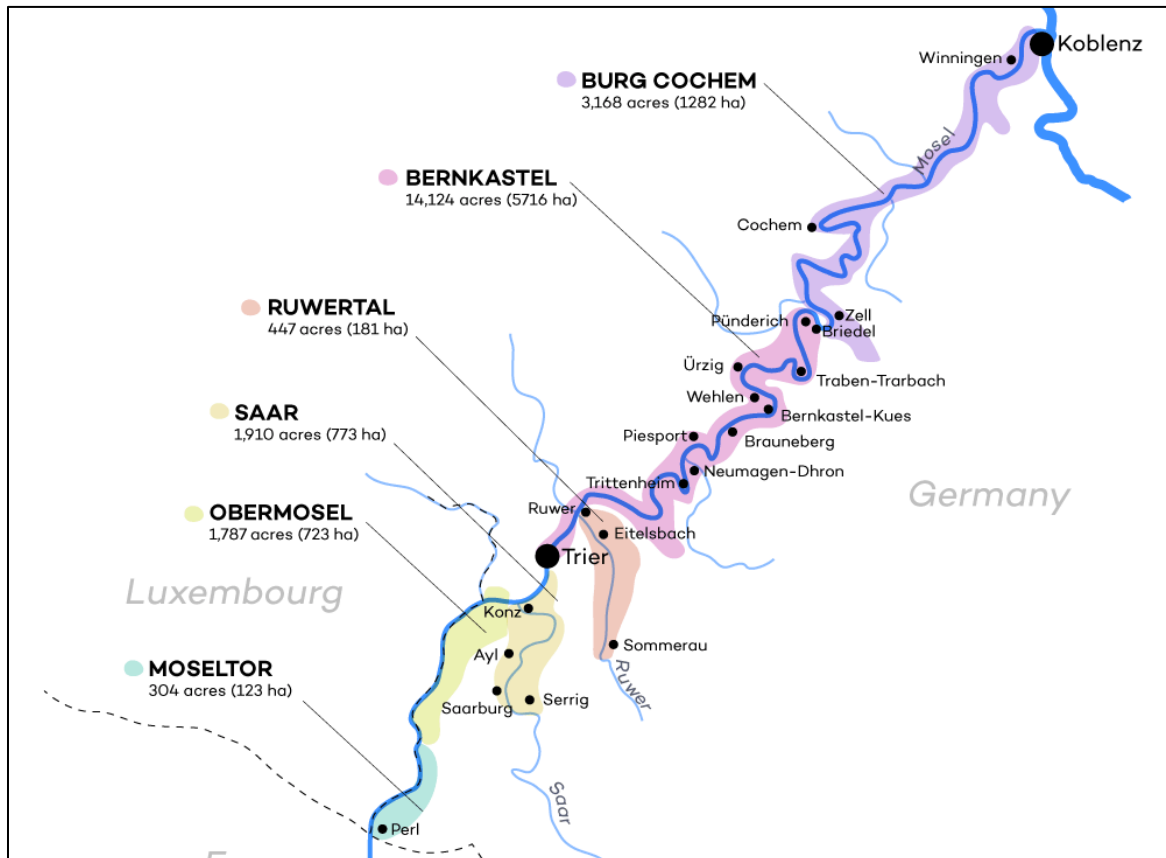 Koblenz
Winningen
BURG COCHEM
3,168 acres (1282 ha)
Mosel
BERNKASTEL
14,124 acres (5716 ha)
Cochem
RUWERTAL
447 acres (181 ha)
Pünderich
Zell
Briedel
Ürzig
Traben-Trarbach
Wehlen
Bernkastel-Kues
SAAR
1,910 acres (773 ha)
Piesport
Brauneberg
Neumagen-Dhron
Trittenheim
Germany
OBERMOSEL
1,787 acres (723 ha)
Ruwer
Eitelsbach
Trier
Luxembourg
Konz
Sommerau
Ayl
MOSELTOR
304 acres (123 ha)
Ruwer
Saarburg
Serrig
Saar
Perl